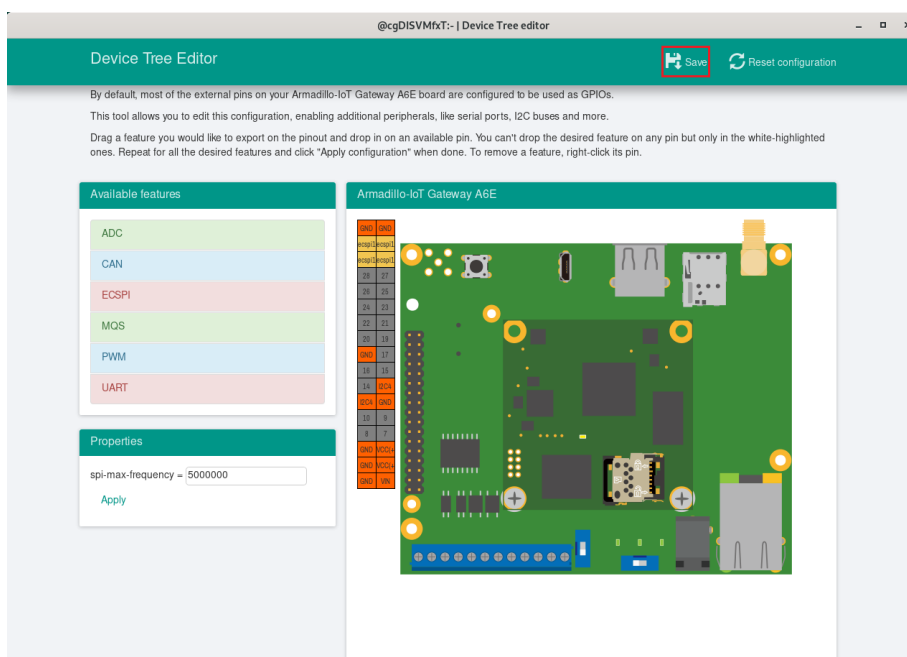 @cgDISVMfxT:- | Device Tree editor
Device Tree Editor
Save
Reset configuration
By default, most of the external pins on your Armadillo-IoT Gateway A6E board are configured to be used as GPIOs.
This tool allows you to edit this configuration, enabling additional peripherals, like serial ports, I2C buses and more.
Drag a feature you would like to export on the pinout and drop in on an available pin. You can't drop the desired feature on any pin but only in the white-highlighted
ones. Repeat for all the desired features and click "Apply configuration" when done. To remove a feature, right-click its pin.
Available features
ADC
CAN
ECSPI
MQS
PWM
UART
Properties
spi-max-frequency = 5000000
Apply
Armadillo-IoT Gateway A6E
GND GND
ecspi1 ecspi1
ecspi1 ecspi1
28 27
26 25
24 23
22 21
20 19
GND 17
16 15
14 I2C4
I2C4 GND
10 9
8 7
GND VCC(+
GND VCC(+
GND VIN